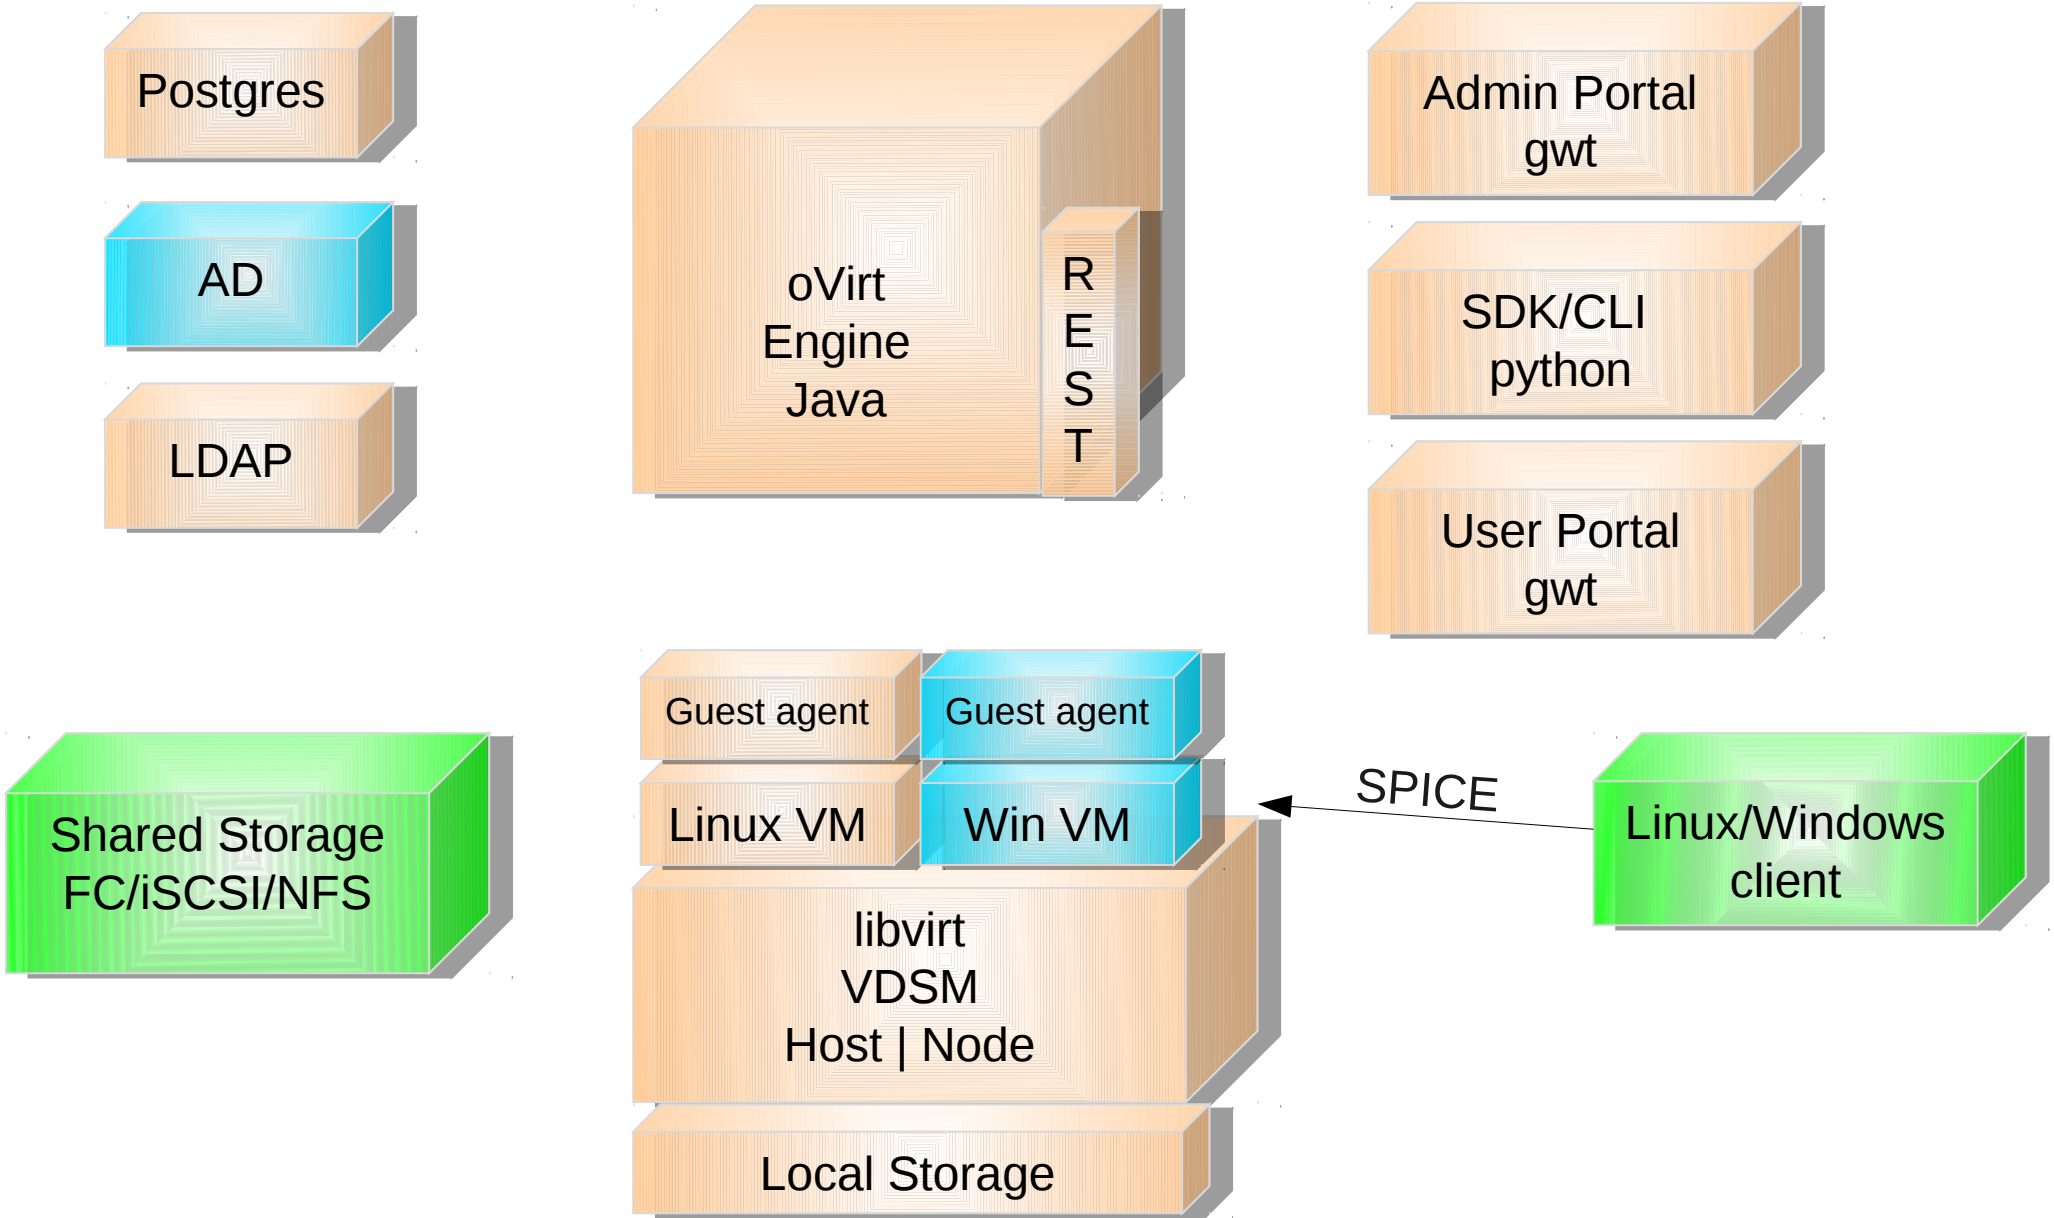 Postgres
AD
LDAP
oVirt
Engine
Java
R
E
S
T
Admin Portal
gwt
SDK/CLI
python
User Portal
gwt
Shared Storage
FC/iSCSI/NFS
Guest agent
Guest agent
Linux VM
Win VM
libvirt
VDSM
Host | Node
Local Storage
SPICE
Linux/Windows
client